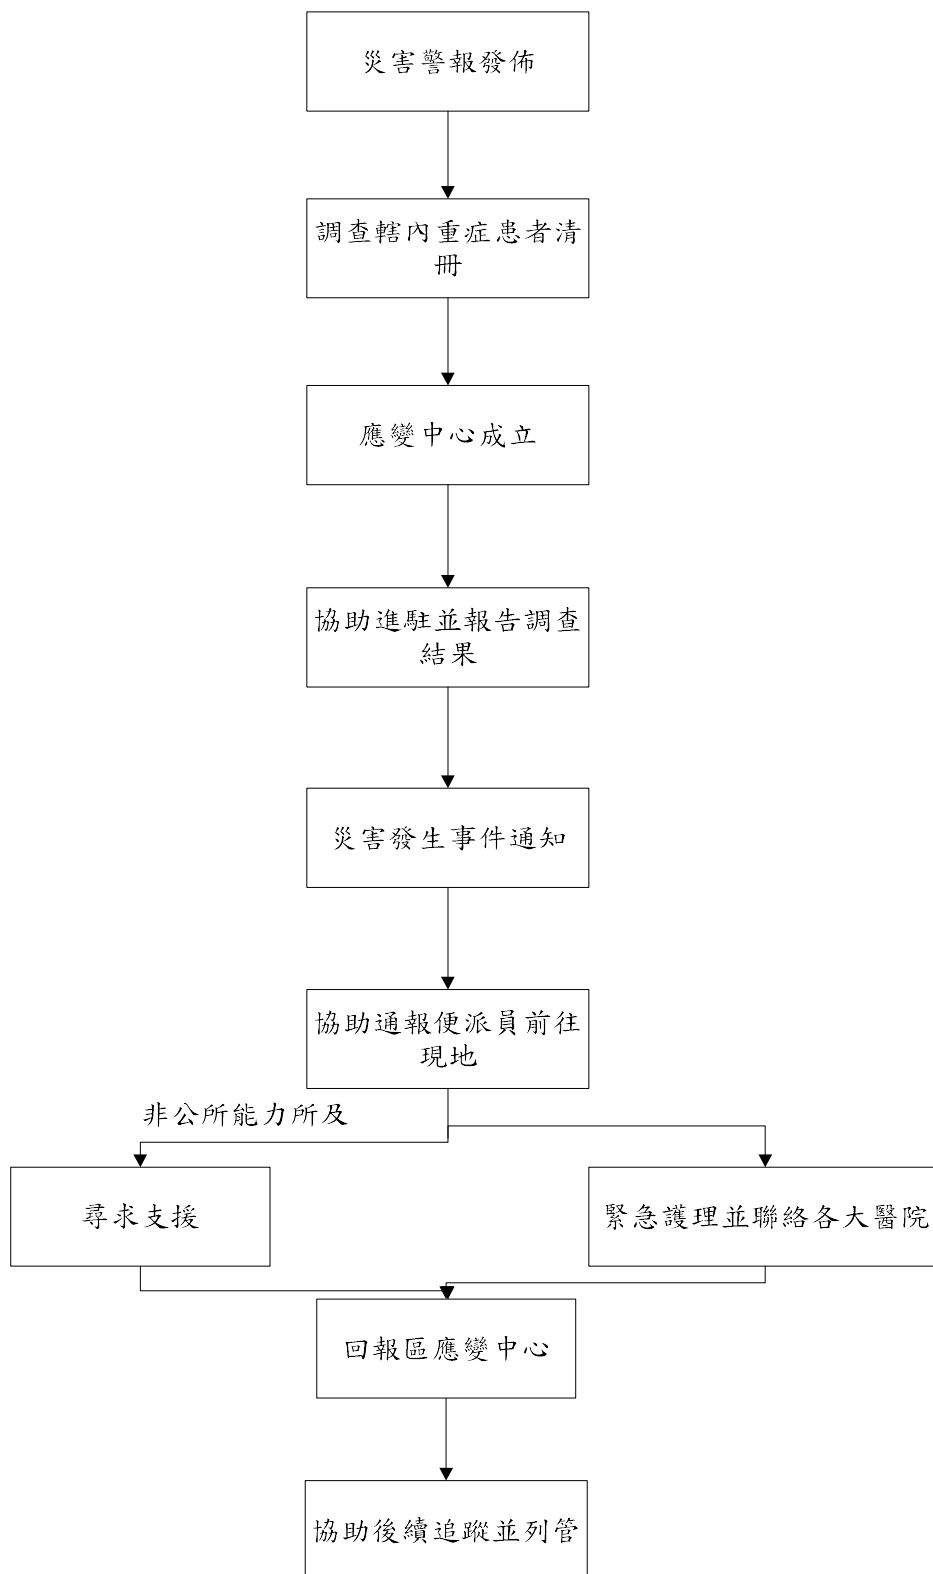 災害警報發佈
調查轄內重症患者清
冊
應變中心成立
協助進駐並報告調查
結果
災害發生事件通知
協助通報便派員前往
現地
非公所能力所及
尋求支援
緊急護理並聯絡各大醫院
回報區應變中心
協助後續追蹤並列管